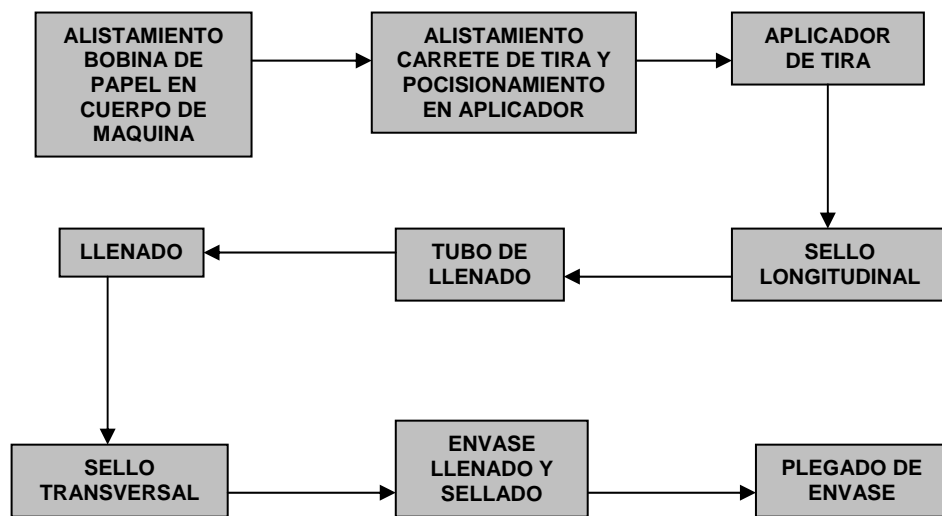 ALISTAMIENTO
BOBINA DE
PAPEL EN
CUERPO DE
MAQUINA
ALISTAMIENTO
CARRETE DE TIRA Y
POCISIONAMIENTO
EN APLICADOR
APLICADOR
DE TIRA
SELLO
LONGITUDINAL
TUBO DE
LLENADO
LLENADO
SELLO
TRANSVERSAL
ENVASE
LLENADO Y
SELLADO
PLEGADO DE
ENVASE